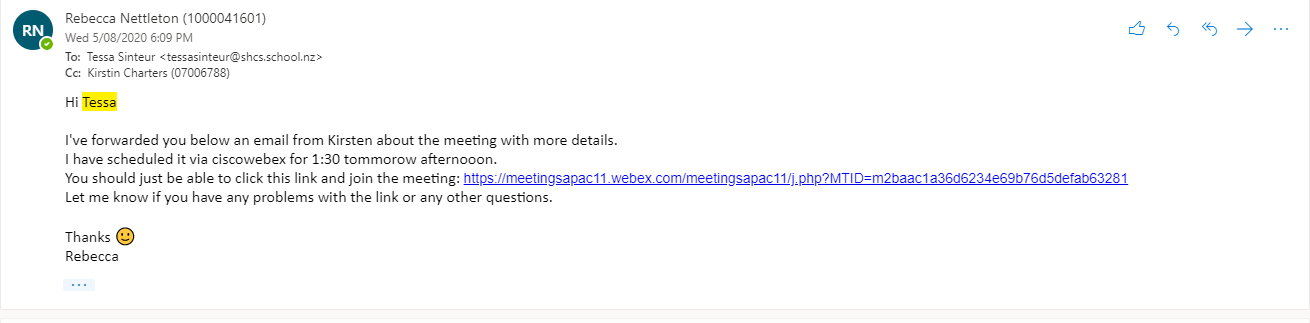 RN
Rebecca Nettleton (1000041601)
Wed 5/08/2020 6:09 PM
To: Tessa Sinteur <tessasinteur@shcs.school.nz>
Cc: Kirstin Charters (07006788)
Hi Tessa
I've forwarded you below an email from Kirsten about the meeting with more details.
I have scheduled it via ciscowebex for 1:30 tommorow afternooon.
You should just be able to click this link and join the meeting: https://meetingsapac11.webex.com/meetingsapac11/j.php?MTID=m2baac1a36d6234e69b76d5defab63281
Let me know if you have any problems with the link or any other questions.
Thanks 🙂
Rebecca